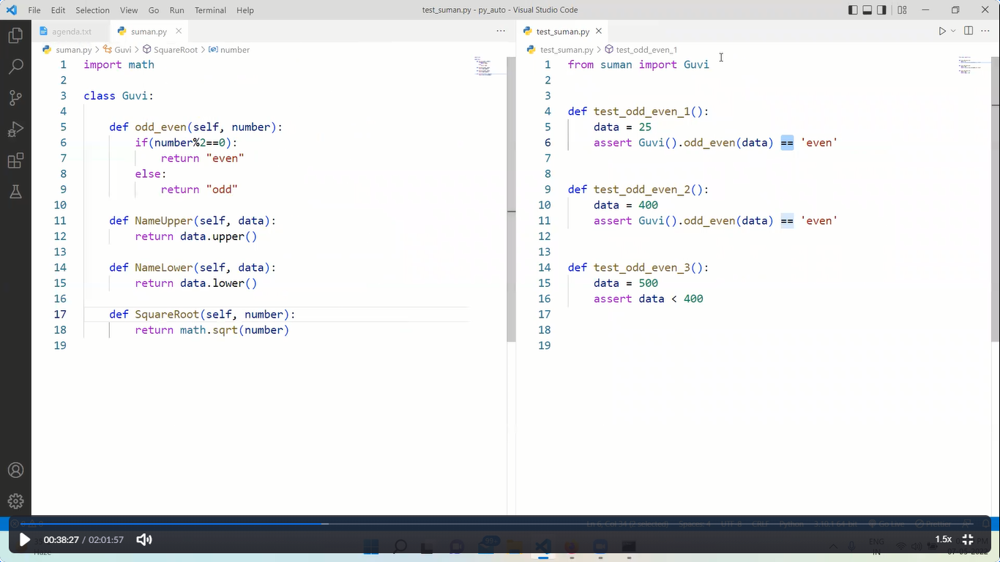 File Edit Selection View Go Run Terminal Help
test_suman.py - py_auto - Visual Studio Code
agenda.txt
suman.py
suman.py > Guvi > SquareRoot > number
1 import math
2
3 class Guvi:
4
5     def odd_even(self, number):
6         if(number%2==0):
7             return "even"
8         else:
9             return "odd"
10
11     def NameUpper(self, data):
12         return data.upper()
13
14     def NameLower(self, data):
15         return data.lower()
16
17     def SquareRoot(self, number):
18         return math.sqrt(number)
19
test_suman.py
test_suman.py > test_odd_even_1
1 from suman import Guvi
2
3
4 def test_odd_even_1():
5     data = 25
6     assert Guvi().odd_even(data) == 'even'
7
8
9 def test_odd_even_2():
10     data = 400
11     assert Guvi().odd_even(data) == 'even'
12
13
14 def test_odd_even_3():
15     data = 500
16     assert data < 400
17
18
19
Ln 6, Col 34 (2 selected) Spaces: 4 UTF-8 CRLF Python 3.10.1 64-bit Go Live Prettier
00:38:27 / 02:01:57
1.5x
Haze
99+
ENG
IN